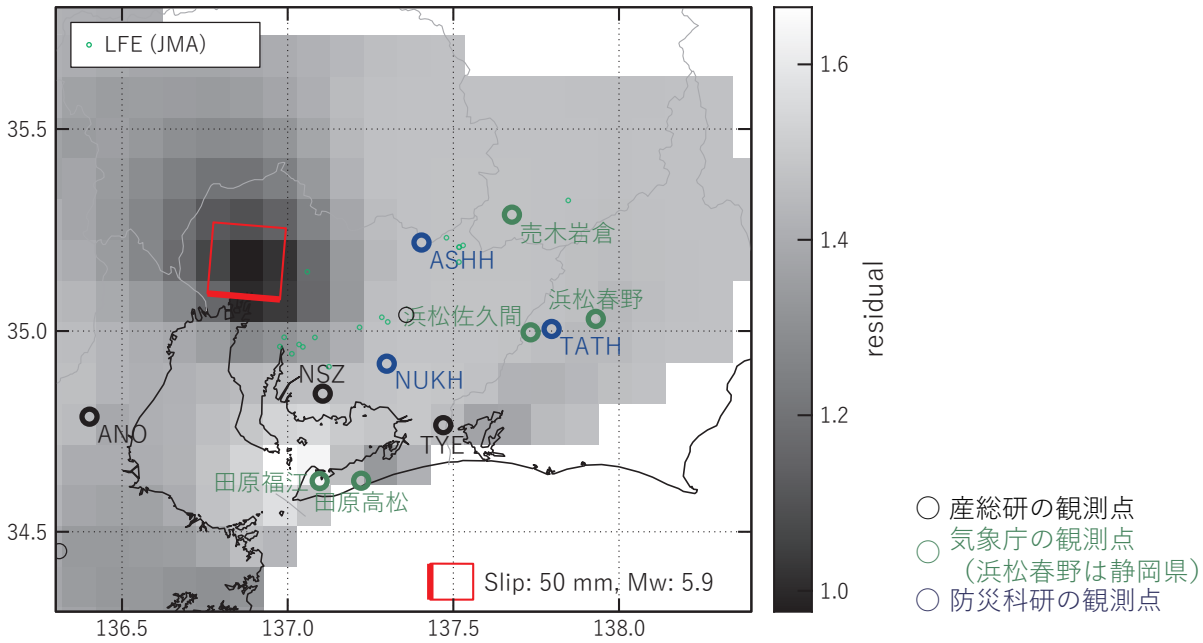 LFE (JMA)
35.5
35.0
34.5
136.5
137.0
137.5
138.0
売木岩倉
ASHH
浜松春野
浜松佐久間
TATH
NUKH
NSZ
ANO
TYE
田原福江
田原高松
Slip: 50 mm, Mw: 5.9
1.6
1.4
1.2
1.0
residual
産総研の観測点
気象庁の観測点
（浜松春野は静岡県）
防災科研の観測点